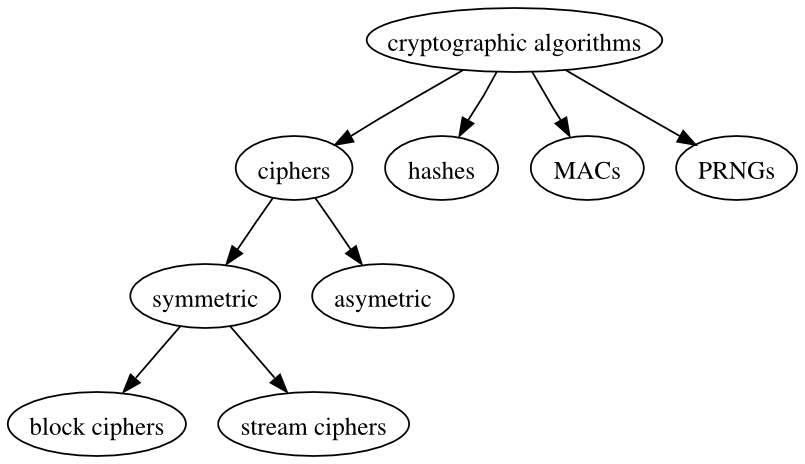 cryptographic algorithms
ciphers
hashes
MACs
PRNGs
symmetric
asymetric
block ciphers
stream ciphers